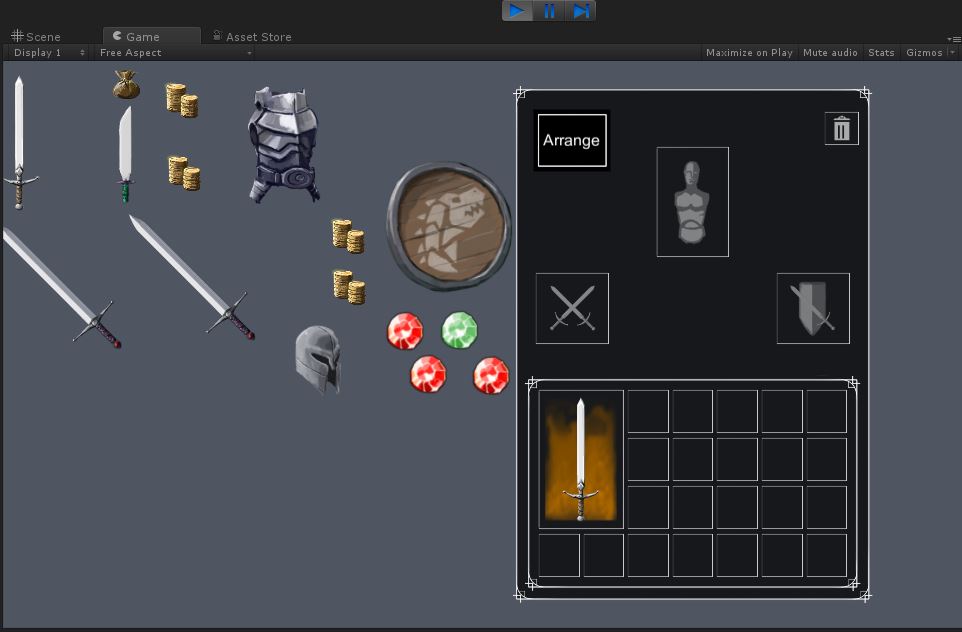 Scene Game Asset Store
Display 1 Free Aspect Maximize on Play Mute audio Stats Gizmos
Arrange